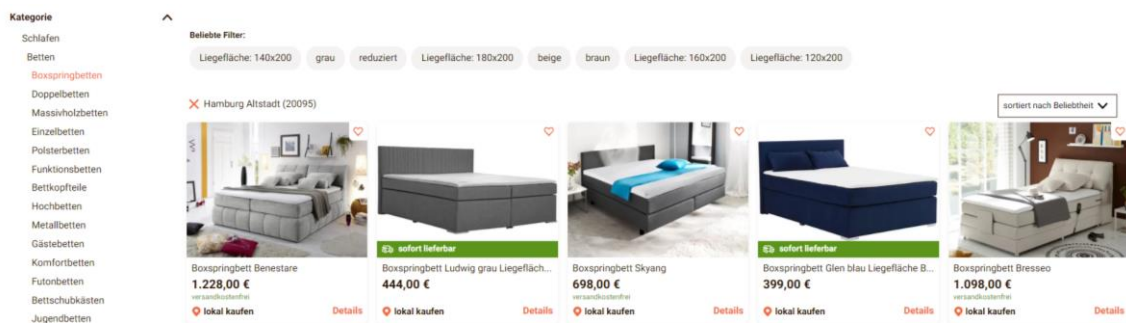 Kategorie
Schlafen
Betten
Boxspringbetten
Doppelbetten
Massivholzbetten
Einzelbetten
Polsterbetten
Funktionsbetten
Bettkopfteile
Hochbetten
Metallbetten
Gästebetten
Komfortbetten
Futonbetten
Bettschubkästen
Jugendbetten
Beliebte Filter:
Liegefläche: 140x200 grau reduziert Liegefläche: 180x200 beige braun Liegefläche: 160x200 Liegefläche: 120x200
Hamburg Altstadt (20095)
sortiert nach Beliebtheit
Boxspringbett Benestare
1.228,00 €
versandkostenfrei
lokal kaufen Details
sofort lieferbar
Boxspringbett Ludwig grau Liegefläch...
444,00 €
lokal kaufen Details
Boxspringbett Skyang
698,00 €
versandkostenfrei
lokal kaufen Details
sofort lieferbar
Boxspringbett Glen blau Liegefläche B...
399,00 €
lokal kaufen Details
Boxspringbett Bresseo
1.098,00 €
versandkostenfrei
lokal kaufen Details